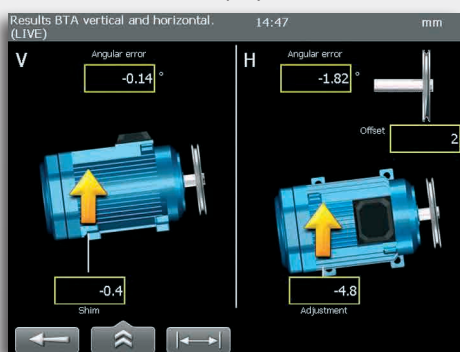 Results BTA vertical and horizontal. 14:47 mm
(LIVE)
V Angular error H Angular error
-0.14 ° -1.82 °
Offset
2
-0.4 -4.8
Shim Adjustment